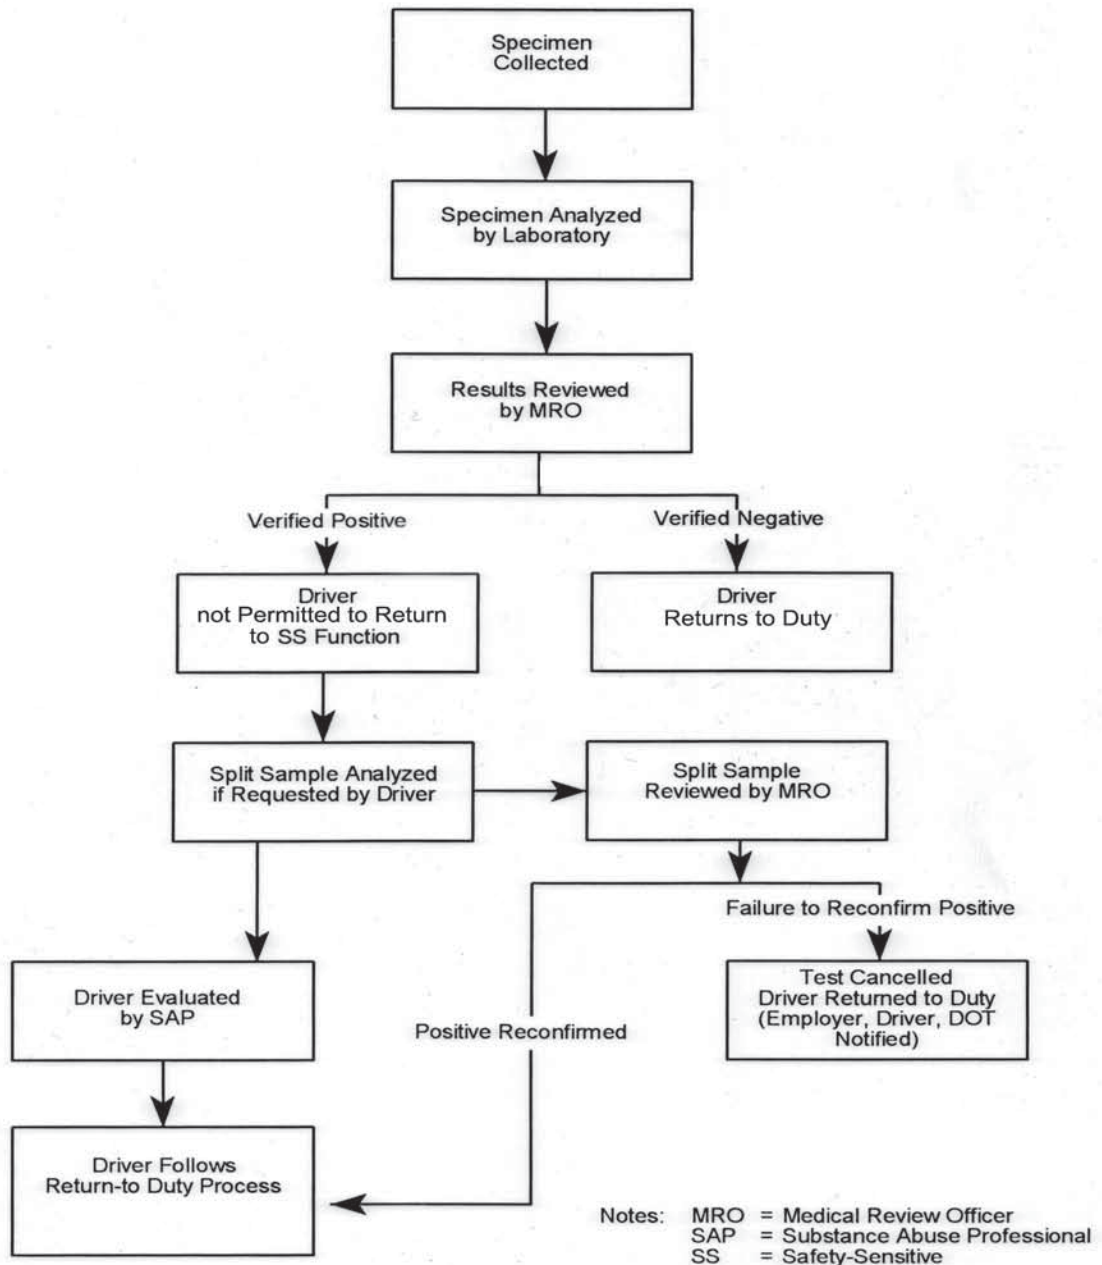 Specimen
Collected
Specimen Analyzed
by Laboratory
Results Reviewed
by MRO
Verified Positive
Verified Negative
Driver
not Permitted to Return
to SS Function
Driver
Returns to Duty
Split Sample Analyzed
if Requested by Driver
Split Sample
Reviewed by MRO
Failure to Reconfirm Positive
Driver Evaluated
by SAP
Positive Reconfirmed
Test Cancelled
Driver Returned to Duty
(Employer, Driver, DOT
Notified)
Driver Follows
Return-to Duty Process
Notes: MRO = Medical Review Officer
SAP = Substance Abuse Professional
SS = Safety-Sensitive